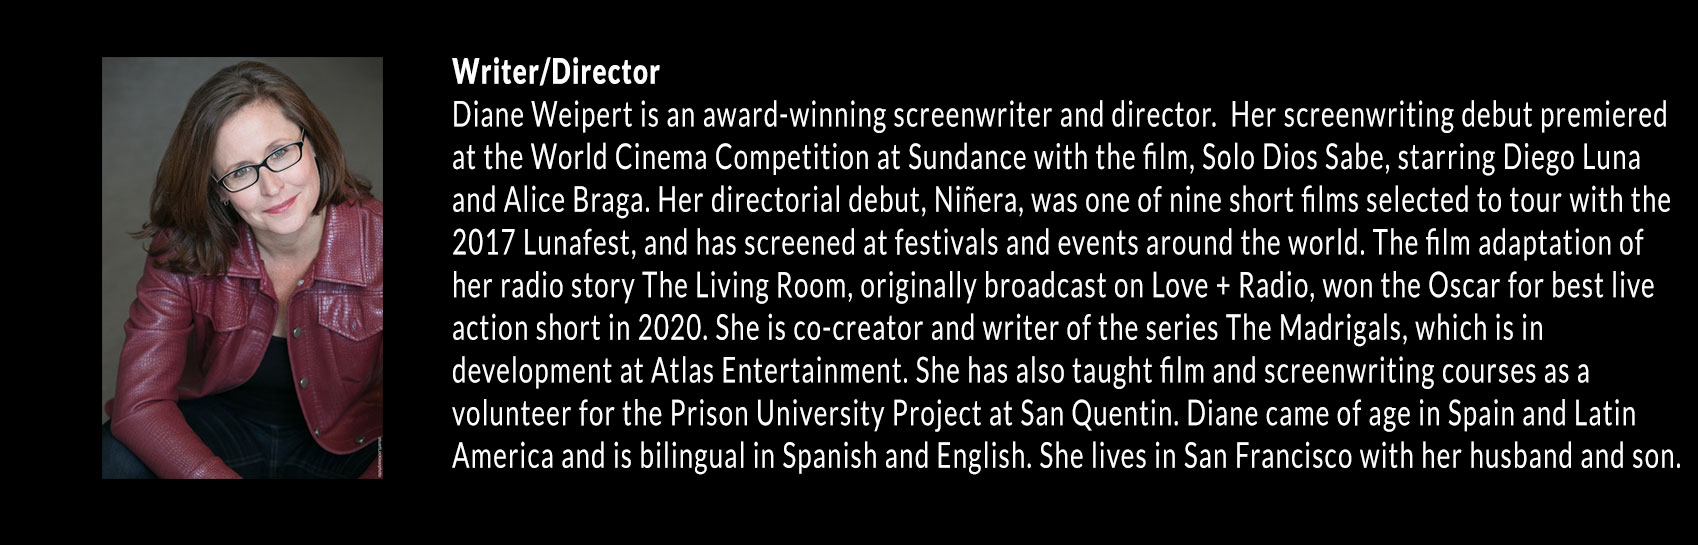 Writer/Director
Diane Weipert is an award-winning screenwriter and director.  Her screenwriting debut premiered
at the World Cinema Competition at Sundance with the film, Solo Dios Sabe, starring Diego Luna
and Alice Braga. Her directorial debut, Niñera, was one of nine short films selected to tour with the
2017 Lunafest, and has screened at festivals and events around the world. The film adaptation of
her radio story The Living Room, originally broadcast on Love + Radio, won the Oscar for best live
action short in 2020. She is co-creator and writer of the series The Madrigals, which is in
development at Atlas Entertainment. She has also taught film and screenwriting courses as a
volunteer for the Prison University Project at San Quentin. Diane came of age in Spain and Latin
America and is bilingual in Spanish and English. She lives in San Francisco with her husband and son.